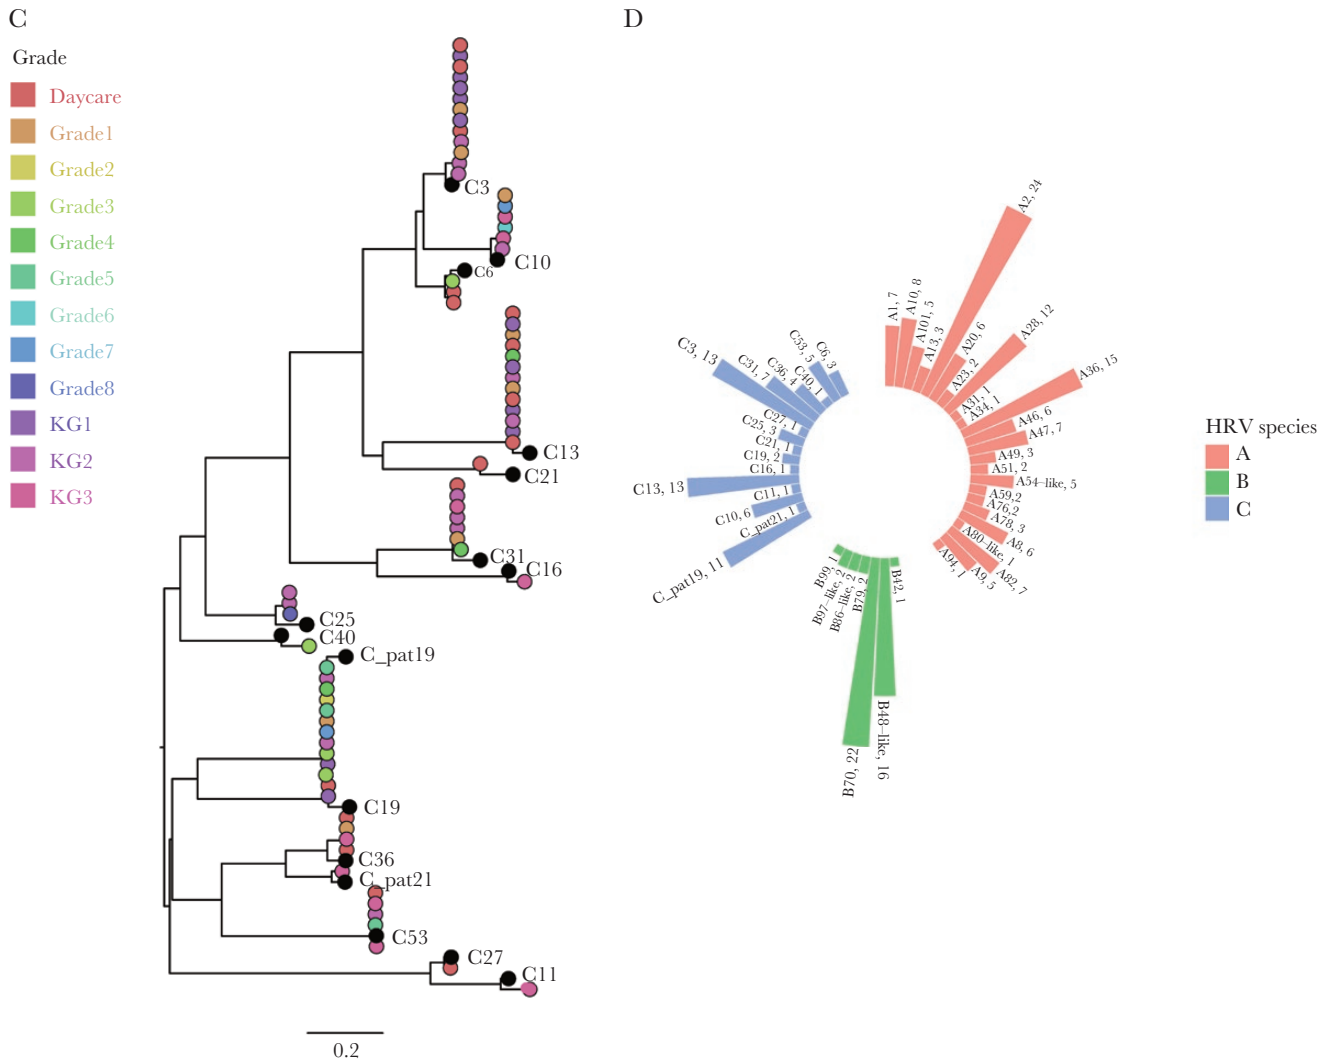 C
Grade
Daycare
Grade1
Grade2
Grade3
Grade4
Grade5
Grade6
Grade7
Grade8
KG1
KG2
KG3
C3
C10
C6
C13
C21
C31
C16
C25
C40
C_pat19
C19
C36
C_pat21
C53
C27
C11
0.2
D
A1, 7
A10, 8
A101, 5
A13, 3
A2, 24
A20, 6
A23, 2
A28, 12
A31, 1
A34, 1
A36, 15
A46, 6
A47, 7
A49, 3
A51, 2
A54–like, 5
A59,2
A76,2
A78, 3
A8, 6
A80–like, 1
A82, 7
A9, 5
A94, 1
B42, 1
B48–like, 16
B70, 22
B79, 2
B86–like, 2
B97–like, 2
B99, 1
C_pat19, 11
C_pat21, 1
C10, 6
C11, 1
C13, 13
C16, 1
C19, 2
C21, 1
C25, 3
C27, 1
C3, 13
C31, 7
C36, 4
C40, 1
C53, 5
C6, 3
HRV species
A
B
C